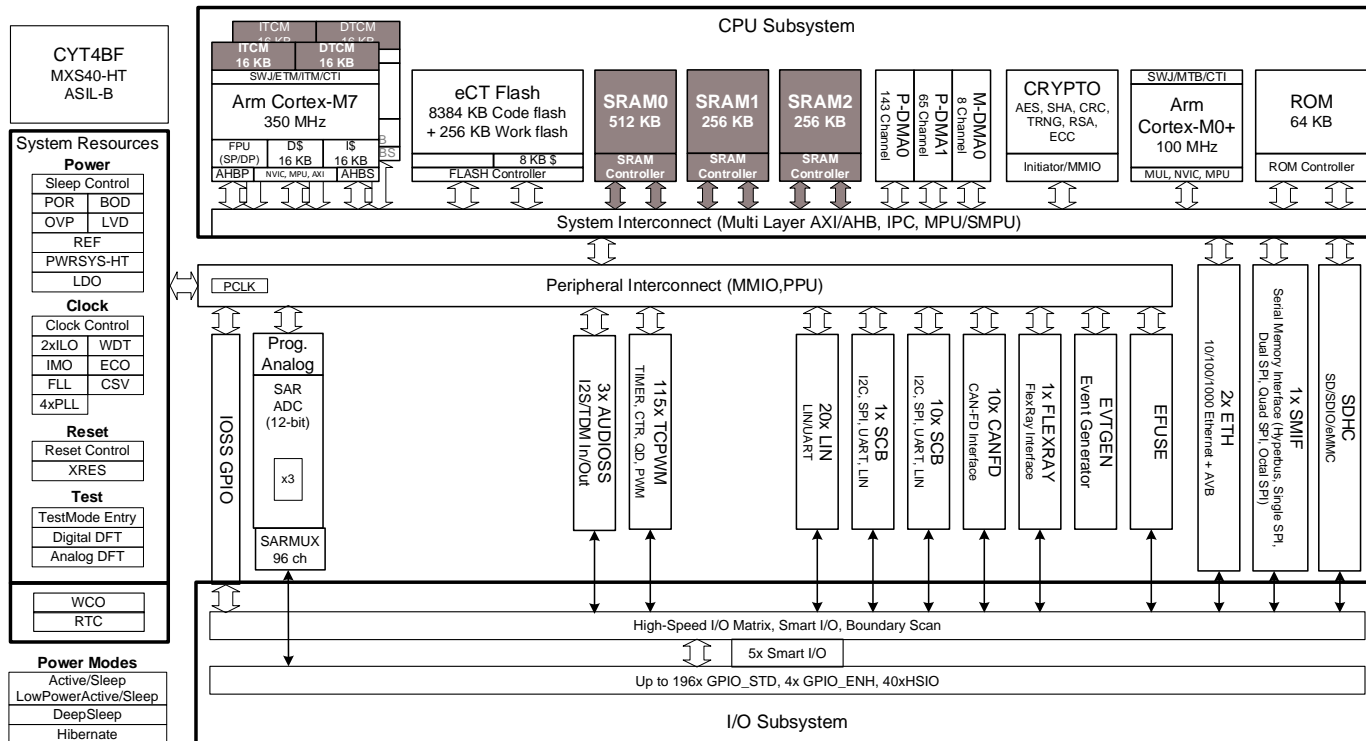 CYT4BF
MXS40-HT
ASIL-B
System Resources
Power
Sleep Control
POR
BOD
OVP
LVD
REF
PWRSYS-HT
LDO
Clock
Clock Control
2xILO
WDT
IMO
ECO
FLL
CSV
4xPLL
Reset
Reset Control
XRES
Test
TestMode Entry
Digital DFT
Analog DFT
WCO
RTC
Power Modes
Active/Sleep
LowPowerActive/Sleep
DeepSleep
Hibernate
CPU Subsystem
ITCM
16 KB
DTCM
16 KB
ITCM
16 KB
DTCM
16 KB
SWJ/ETM/ITM/CTI
Arm Cortex-M7
350 MHz
FPU
(SP/DP)
D$
16 KB
I$
16 KB
AHBP
NVIC, MPU, AXI
AHBS
eCT Flash
8384 KB Code flash
+ 256 KB Work flash
8 KB $
FLASH Controller
SRAM0
512 KB
SRAM
Controller
SRAM1
256 KB
SRAM
Controller
SRAM2
256 KB
SRAM
Controller
P-DMA0
143 Channel
P-DMA1
65 Channel
M-DMA0
8 Channel
CRYPTO
AES, SHA, CRC,
TRNG, RSA,
ECC
Initiator/MMIO
SWJ/MTB/CTI
Arm
Cortex-M0+
100 MHz
MUL, NVIC, MPU
ROM
64 KB
ROM Controller
System Interconnect (Multi Layer AXI/AHB, IPC, MPU/SMPU)
PCLK
Peripheral Interconnect (MMIO,PPU)
IOSS GPIO
Prog.
Analog
SAR
ADC
(12-bit)
x3
SARMUX
96 ch
3x AUDIOSS
I2S/TDM In/Out
115x TCPWM
TIMER, CTR, QD, PWM
20x LIN
LIN/UART
1x SCB
I2C, SPI, UART, LIN
10x SCB
I2C, SPI, UART, LIN
10x CANFD
CAN-FD Interface
1x FLEXRAY
FlexRay Interface
EVTGEN
Event Generator
EFUSE
2x ETH
10/100/1000 Ethernet + AVB
1x SMIF
Serial Memory Interface (Hyperbus, Single SPI,
Dual SPI, Quad SPI, Octal SPI)
SDHC
SD/SDIO/eMMC
High-Speed I/O Matrix, Smart I/O, Boundary Scan
5x Smart I/O
Up to 196x GPIO_STD, 4x GPIO_ENH, 40xHSIO
I/O Subsystem